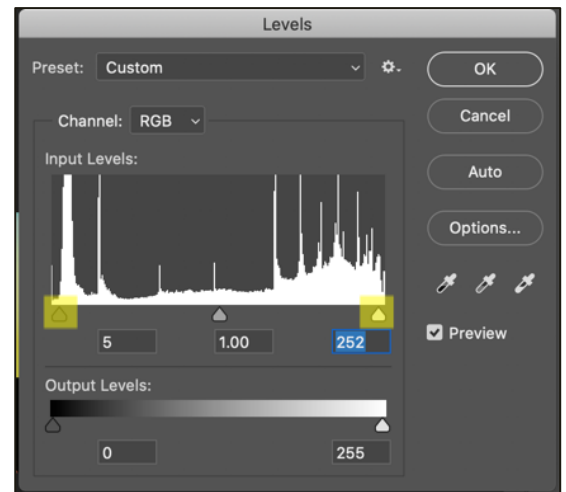 Levels
Preset: Custom
OK
Channel: RGB
Cancel
Input Levels:
Auto
Options...
Preview
5 1.00 252
Output Levels:
0 255